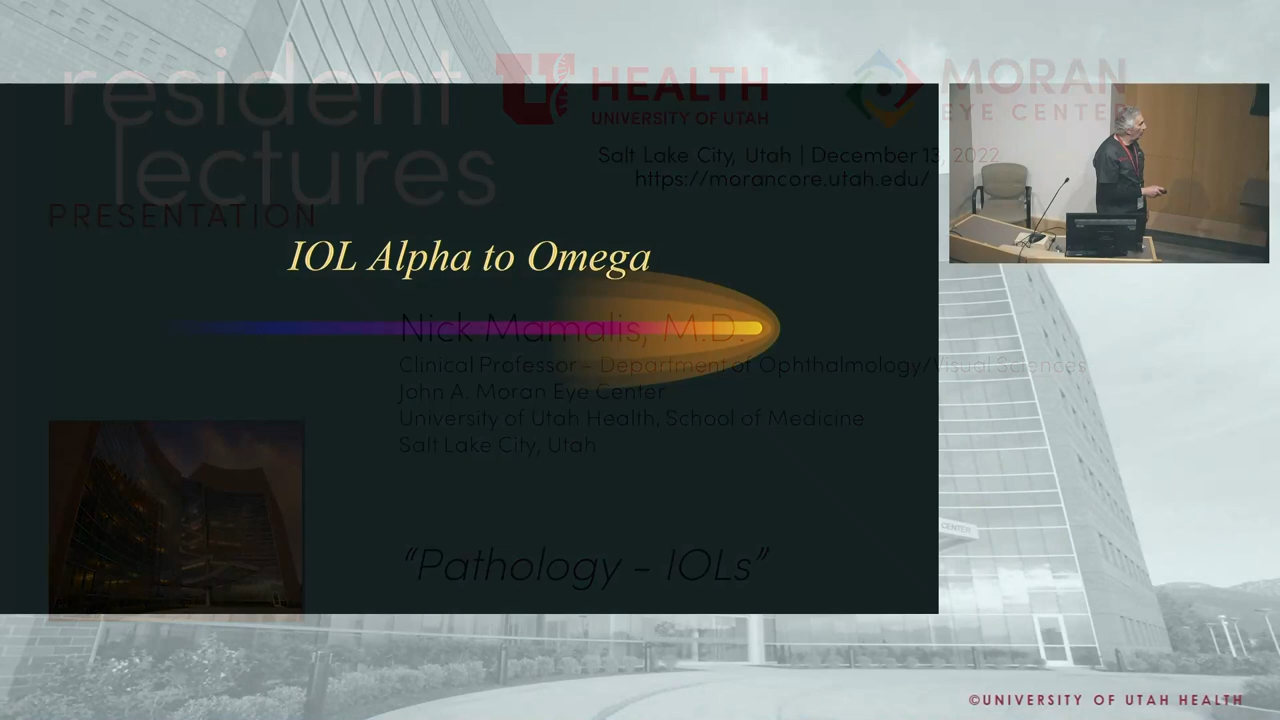 resident
lectures
PRESENTATION
U
HEALTH
UNIVERSITY OF UTAH
MORAN
EYE CENTER
Salt Lake City, Utah | December 13, 2022
https://morancore.utah.edu/
IOL Alpha to Omega
Nick Mamalis, M.D.
Clinical Professor - Department of Ophthalmology/Visual Sciences
John A. Moran Eye Center
University of Utah Health, School of Medicine
Salt Lake City, Utah
"Pathology - IOLs"
CENTER
©UNIVERSITY OF UTAH HEALTH